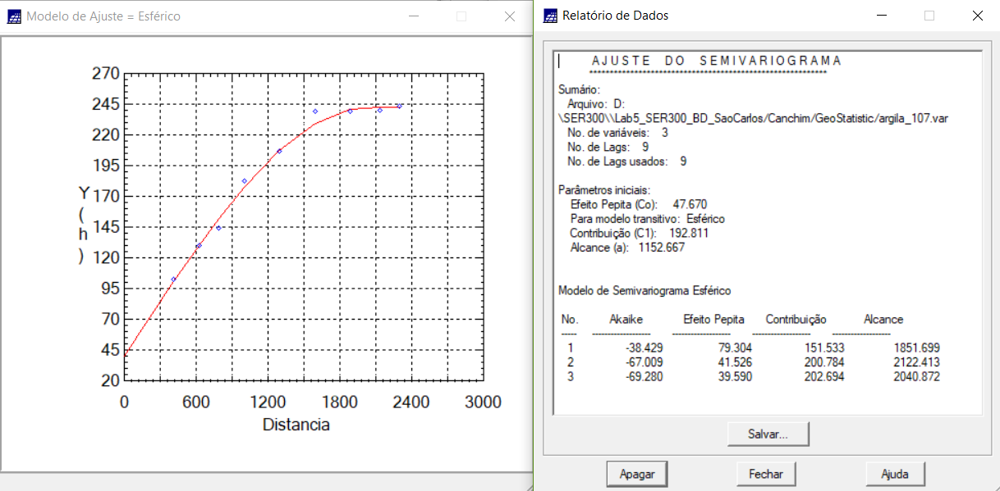 Modelo de Ajuste = Esférico
270
245
220
195
170
145
120
95
70
45
20
Y
(
h
)
0 600 1200 1800 2400 3000
Distancia
Relatório de Dados
A J U S T E   D O   S E M I V A R I O G R A M A
Sumário:
Arquivo: D:
\SER300\\Lab5_SER300_BD_SaoCarlos/Canchim/GeoStatistic/argila_107.var
No. de variáveis: 3
No. de Lags: 9
No. de Lags usados: 9
Parâmetros iniciais:
Efeito Pepita (Co): 47.670
Para modelo transitivo: Esférico
Contribuição (C1): 192.811
Alcance (a): 1152.667
Modelo de Semivariograma Esférico
No. Akaike Efeito Pepita Contribuição Alcance
1 -38.429 79.304 151.533 1851.699
2 -67.009 41.526 200.784 2122.413
3 -69.280 39.590 202.694 2040.872
Salvar...
Apagar Fechar Ajuda